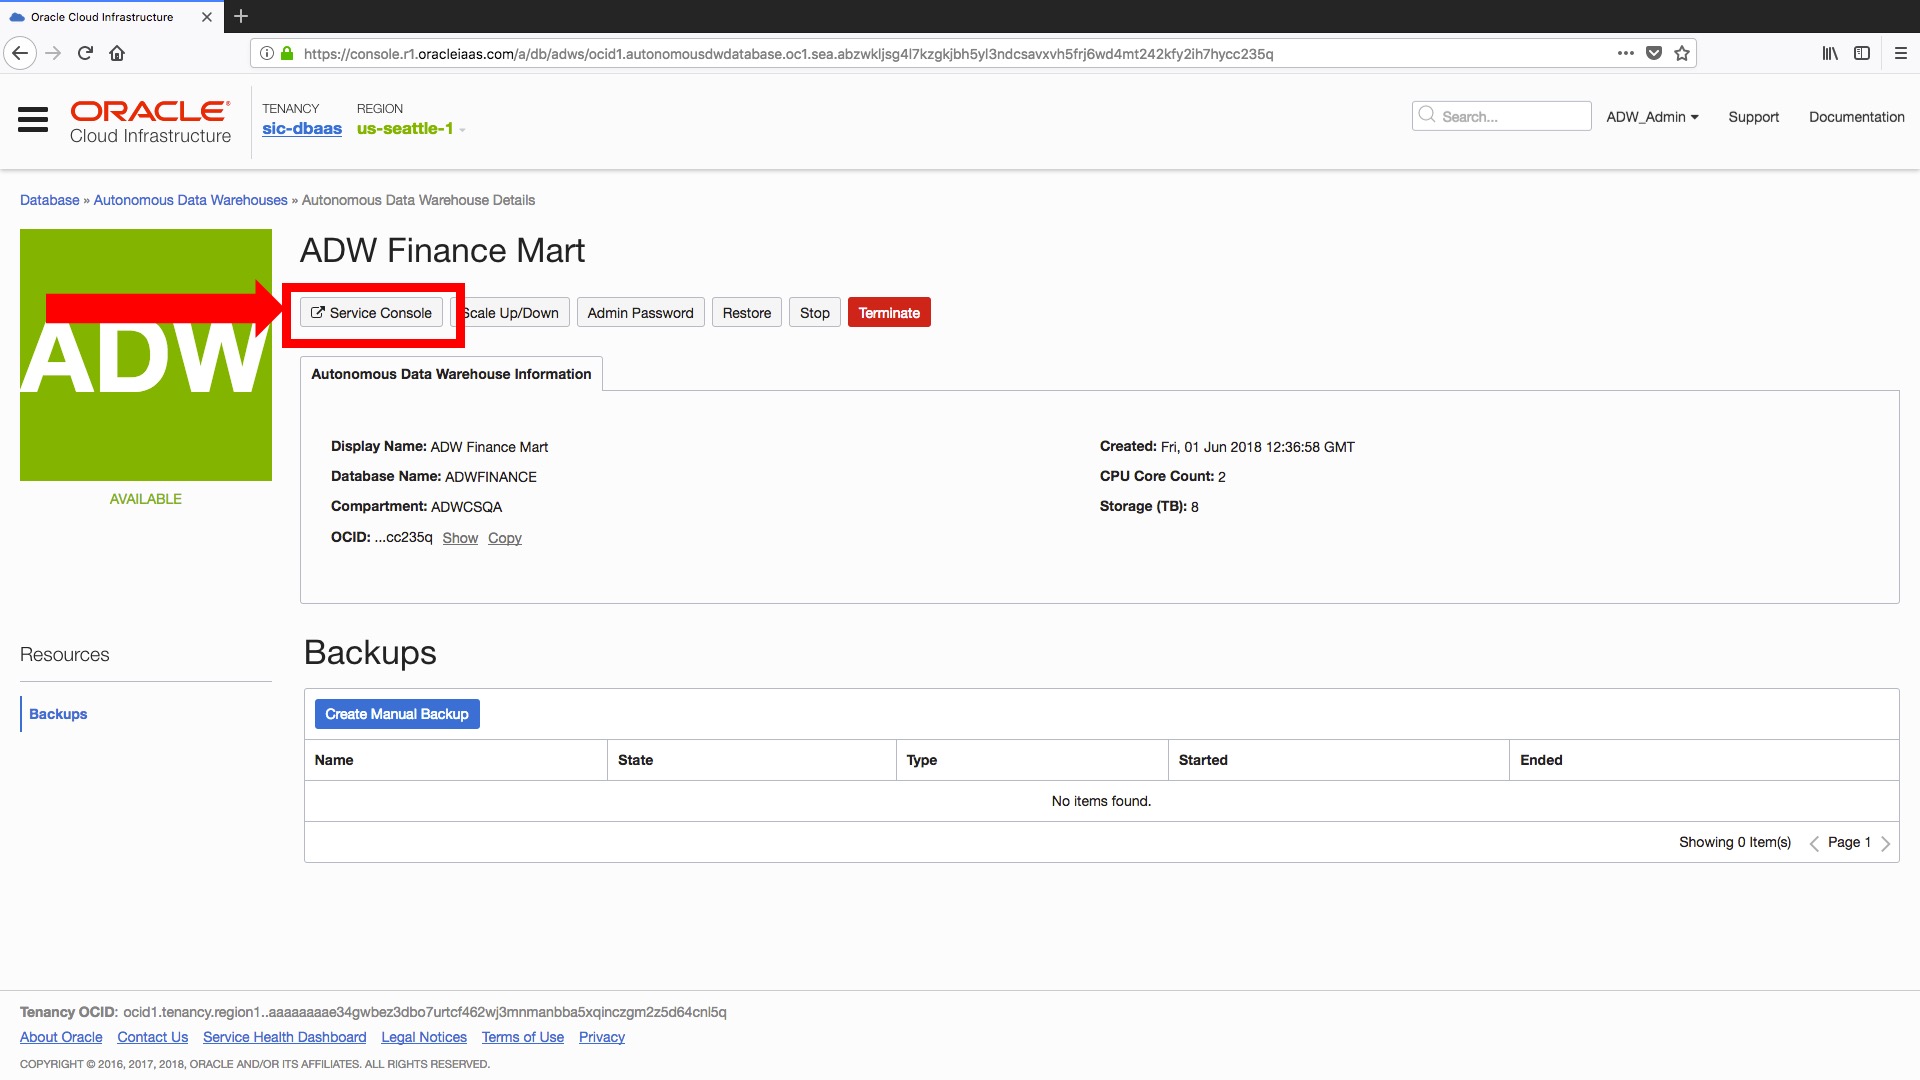 Oracle Cloud Infrastructure
https://console.r1.oracleiaas.com/a/db/adws/ocid1.autonomousdwdatabase.oc1.sea.abzwkljsg4l7kzgkjbh5yl3ndcsavxvh5frj6wd4mt242kfy2ih7hycc235q
ORACLE
Cloud Infrastructure
TENANCY
sic-dbaas
REGION
us-seattle-1
Search...
ADW_Admin
Support
Documentation
Database » Autonomous Data Warehouses » Autonomous Data Warehouse Details
ADW
AVAILABLE
ADW Finance Mart
Service Console
Scale Up/Down
Admin Password
Restore
Stop
Terminate
Autonomous Data Warehouse Information
Display Name: ADW Finance Mart
Database Name: ADWFINANCE
Compartment: ADWCSQA
OCID: ...cc235q Show Copy
Created: Fri, 01 Jun 2018 12:36:58 GMT
CPU Core Count: 2
Storage (TB): 8
Resources
Backups
Backups
Create Manual Backup
Name State Type Started Ended
No items found.
Showing 0 Item(s) Page 1
Tenancy OCID: ocid1.tenancy.region1..aaaaaaaae34gwbez3dbo7urtcf462wj3mnmanbba5xqinczgm2z5d64cnl5q
About Oracle Contact Us Service Health Dashboard Legal Notices Terms of Use Privacy
COPYRIGHT © 2016, 2017, 2018, ORACLE AND/OR ITS AFFILIATES. ALL RIGHTS RESERVED.